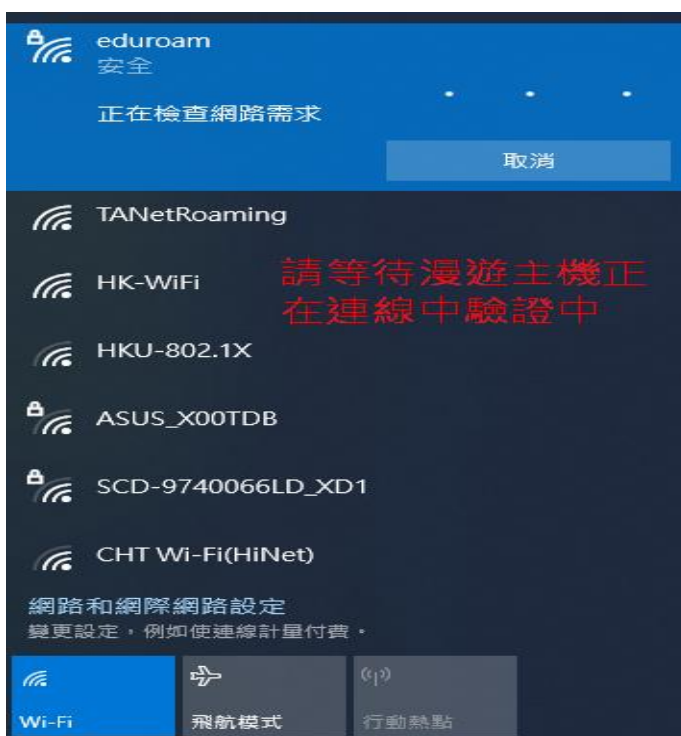 eduroam
安全
正在檢查網路需求
取消
TANetRoaming
HK-WiFi
請等待漫遊主機正
在連線中驗證中
HKU-802.1X
ASUS_X00TDB
SCD-9740066LD_XD1
CHT Wi-Fi(HiNet)
網路和網際網路設定
變更設定，例如使連線計量付費。
Wi-Fi
飛航模式
行動熱點